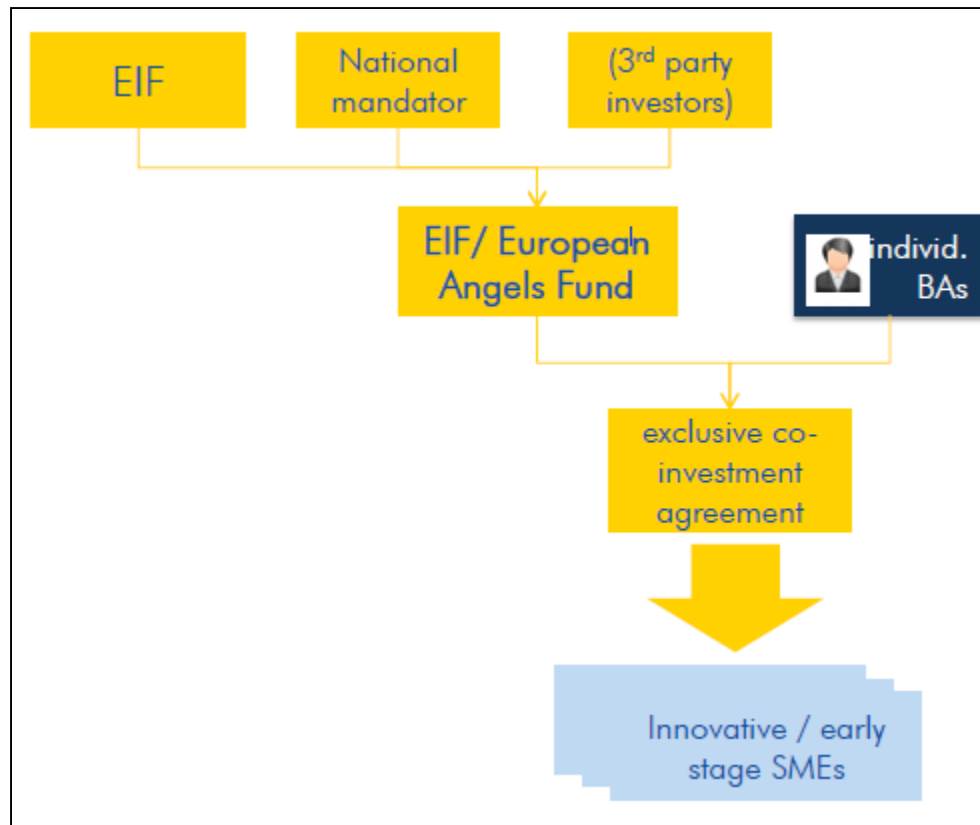 EIF
National
mandator
(3rd party
investors)
EIF/ European
Angels Fund
individ.
BAs
exclusive co-
investment
agreement
Innovative / early
stage SMEs